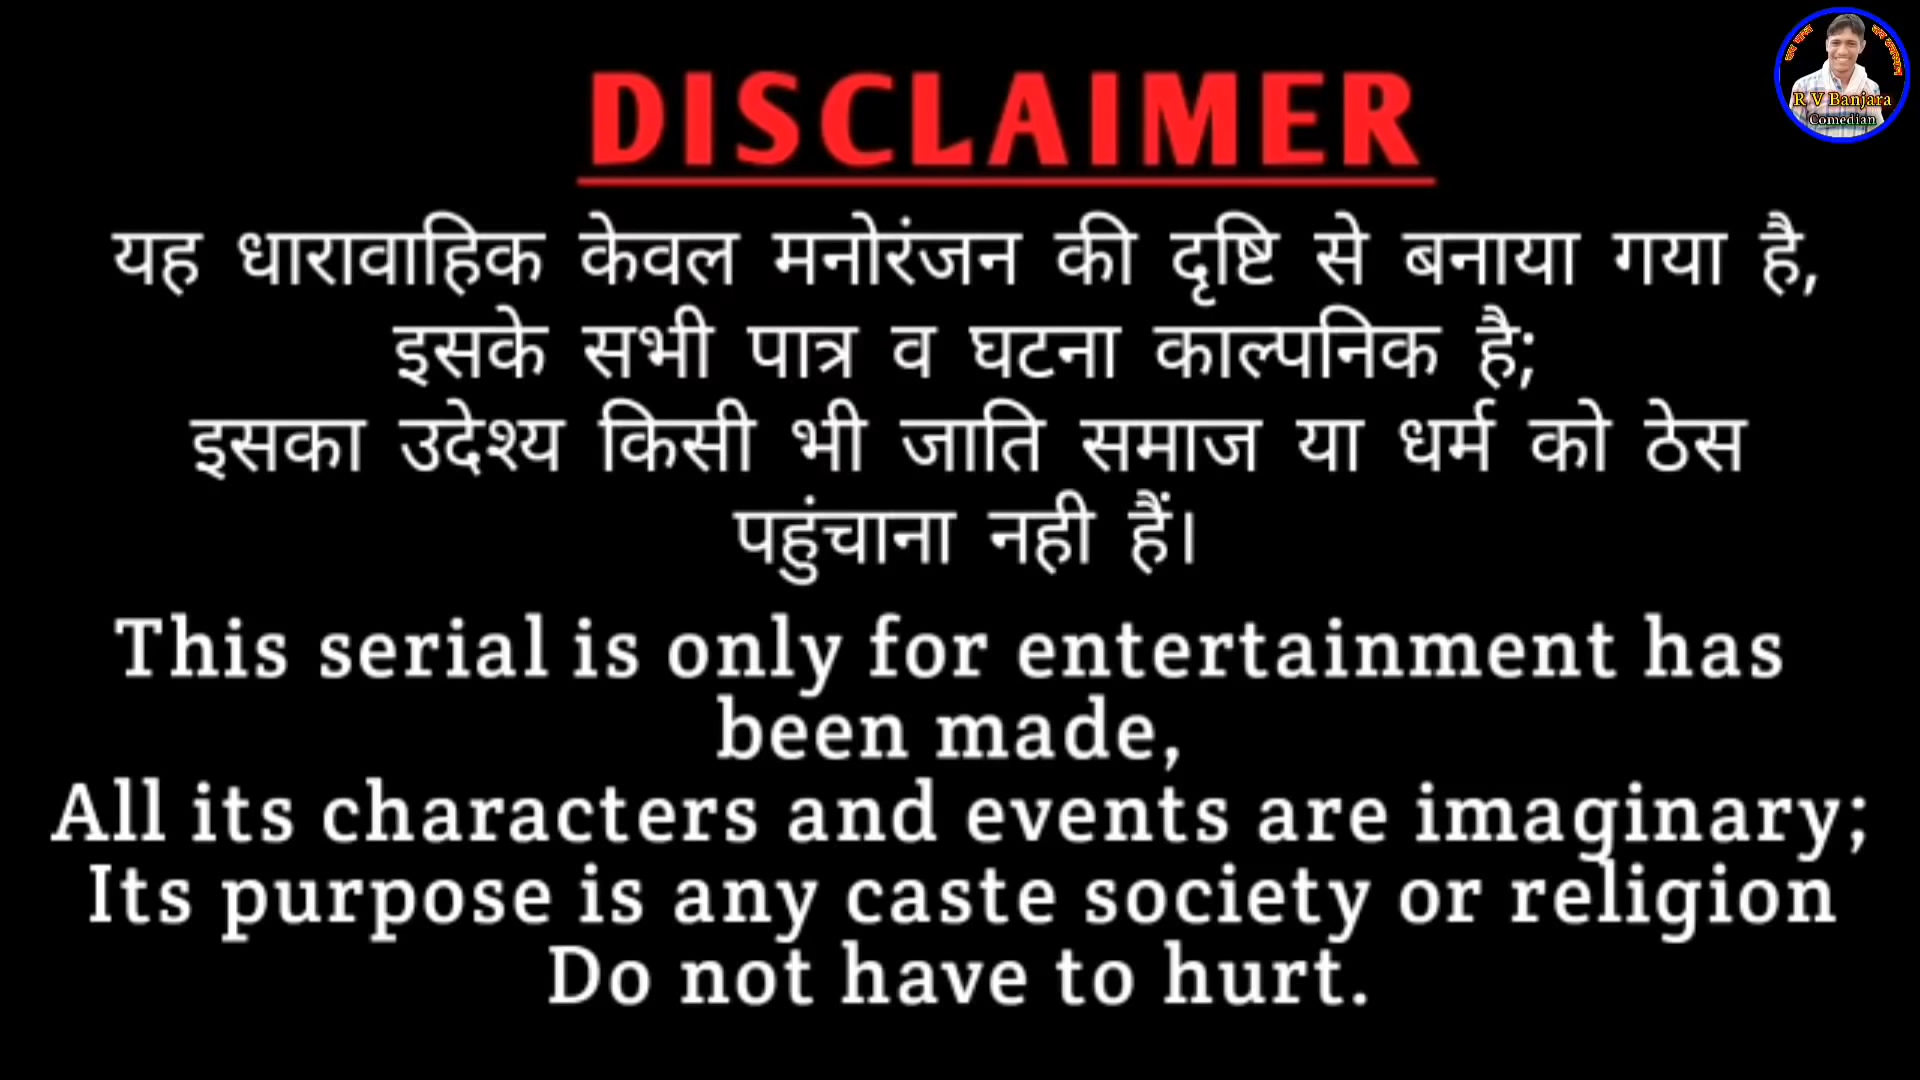 DISCLAIMER
यह धारावाहिक केवल मनोरंजन की दृष्टि से बनाया गया है,
इसके सभी पात्र व घटना काल्पनिक है;
इसका उदेश्य किसी भी जाति समाज या धर्म को ठेस
पहुंचाना नही हैं।
This serial is only for entertainment has
been made,
All its characters and events are imaginary;
Its purpose is any caste society or religion
Do not have to hurt.
R V Banjara
Comedian